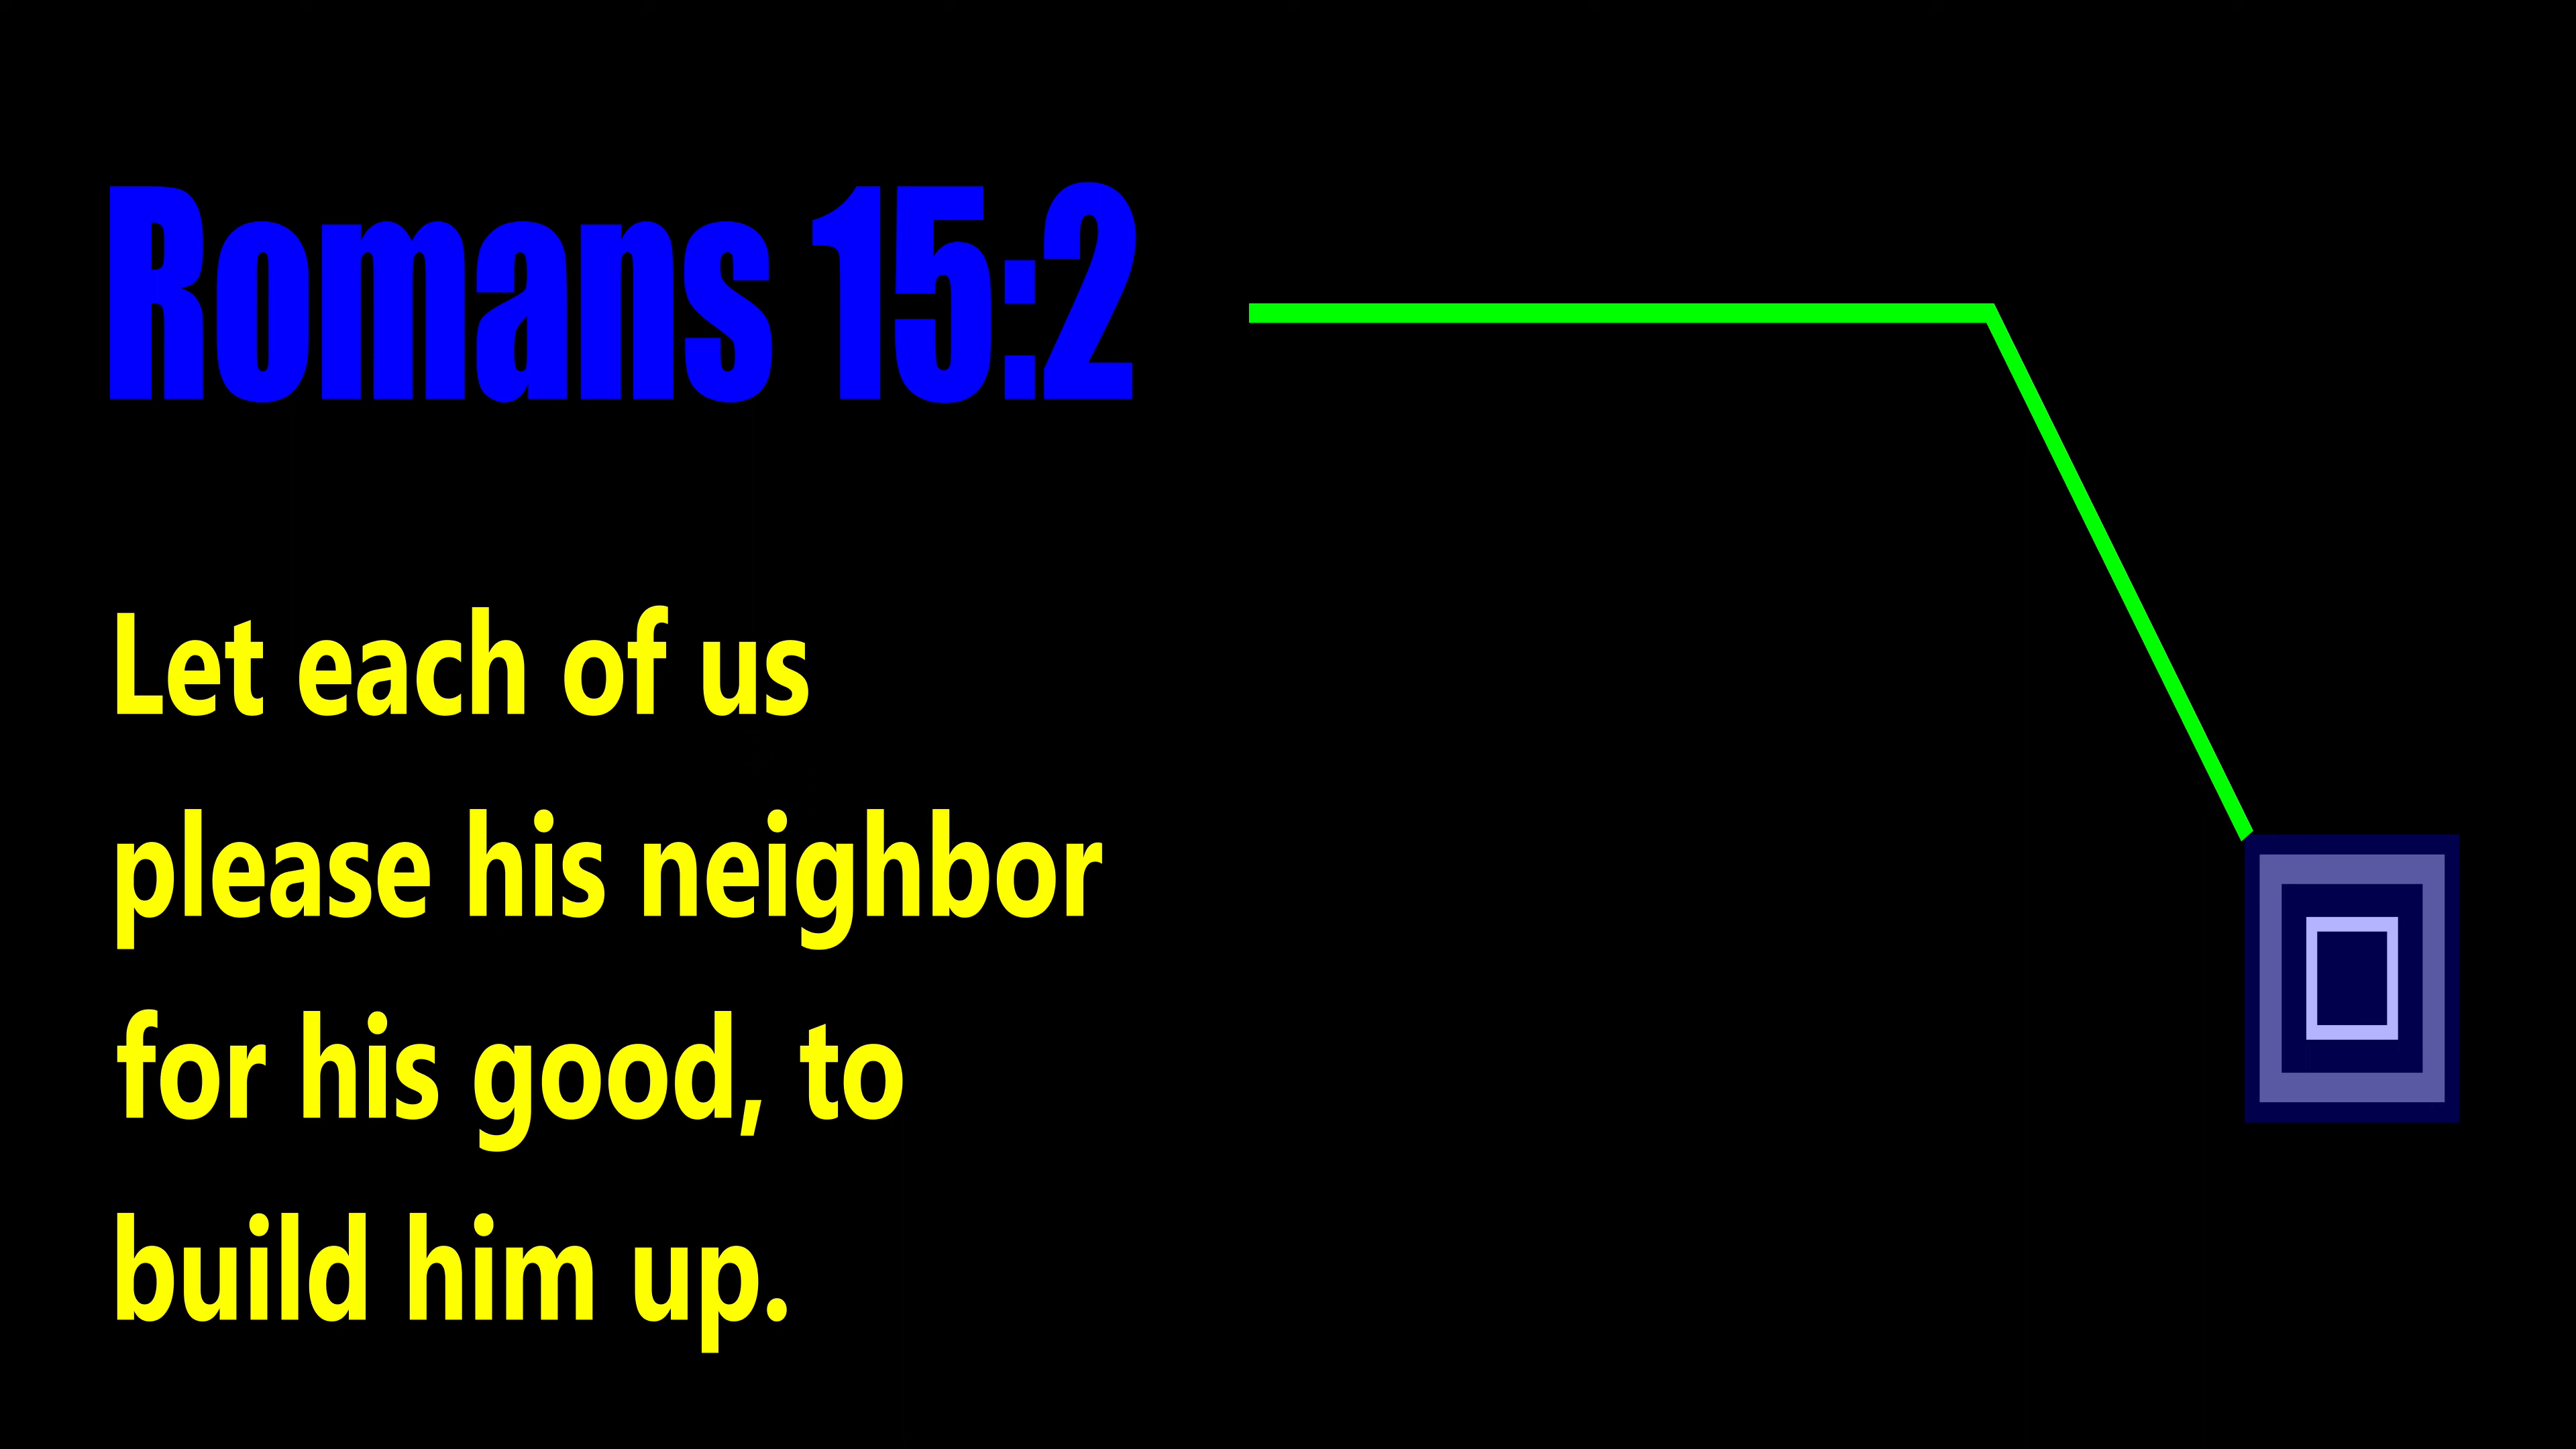 Romans 15:2
Let each of us
please his neighbor
for his good, to
build him up.